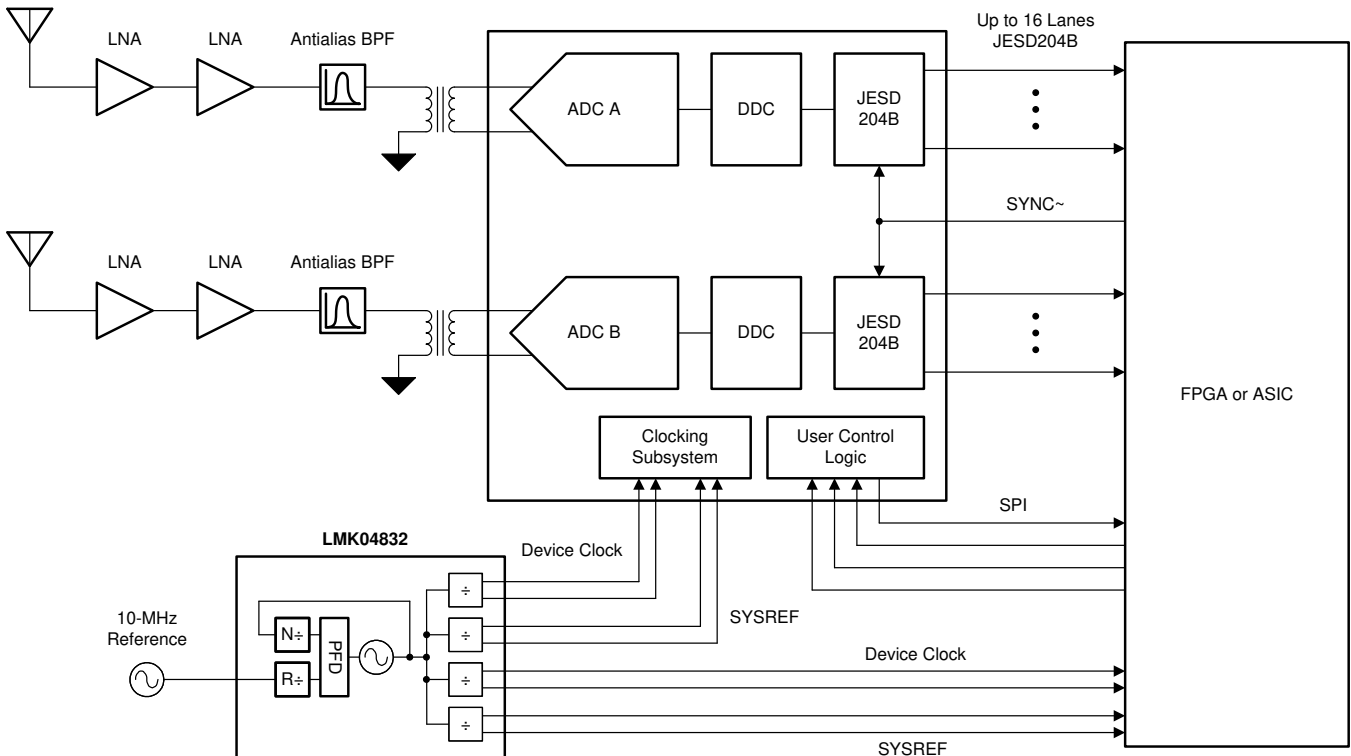 Up to 16 Lanes
JESD204B
LNA
LNA
Antialias BPF
ADC A
DDC
JESD
204B
SYNC~
LNA
LNA
Antialias BPF
ADC B
DDC
JESD
204B
FPGA or ASIC
Clocking
Subsystem
User Control
Logic
SPI
LMK04832
Device Clock
10-MHz
Reference
N÷
R÷
PFD
÷
÷
÷
÷
SYSREF
Device Clock
SYSREF